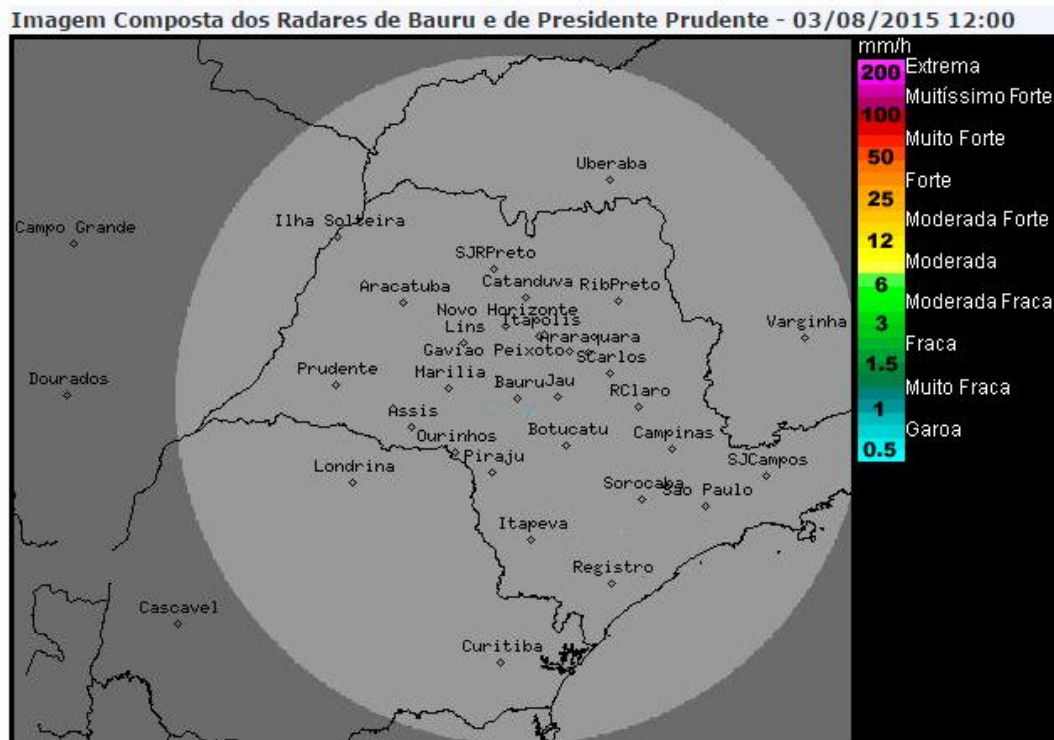 Imagem Composta dos Radares de Bauru e de Presidente Prudente - 03/08/2015 12:00
mm/h
200 Extrema
Muitíssimo Forte
100
Muito Forte
50
Forte
25
Moderada Forte
12
Moderada
6
Moderada Fraca
3
Fraca
1.5
Muito Fraca
1
Garoa
0.5
Uberaba
Ilha Solteira
Campo Grande
SJRPreto
Catanduva
RibPreto
Aracatuba
Novo Horizonte
Itapolis
Varginha
Lins
Araraquara
Gaviao Peixoto
SCarlos
Prudente
Marilia
Dourados
Bauru
Jau
RClaro
Assis
Botucatu
Campinas
Ourinhos
Piraju
Londrina
SJCampos
Sorocaba
Sao Paulo
Itapeva
Registro
Cascavel
Curitiba